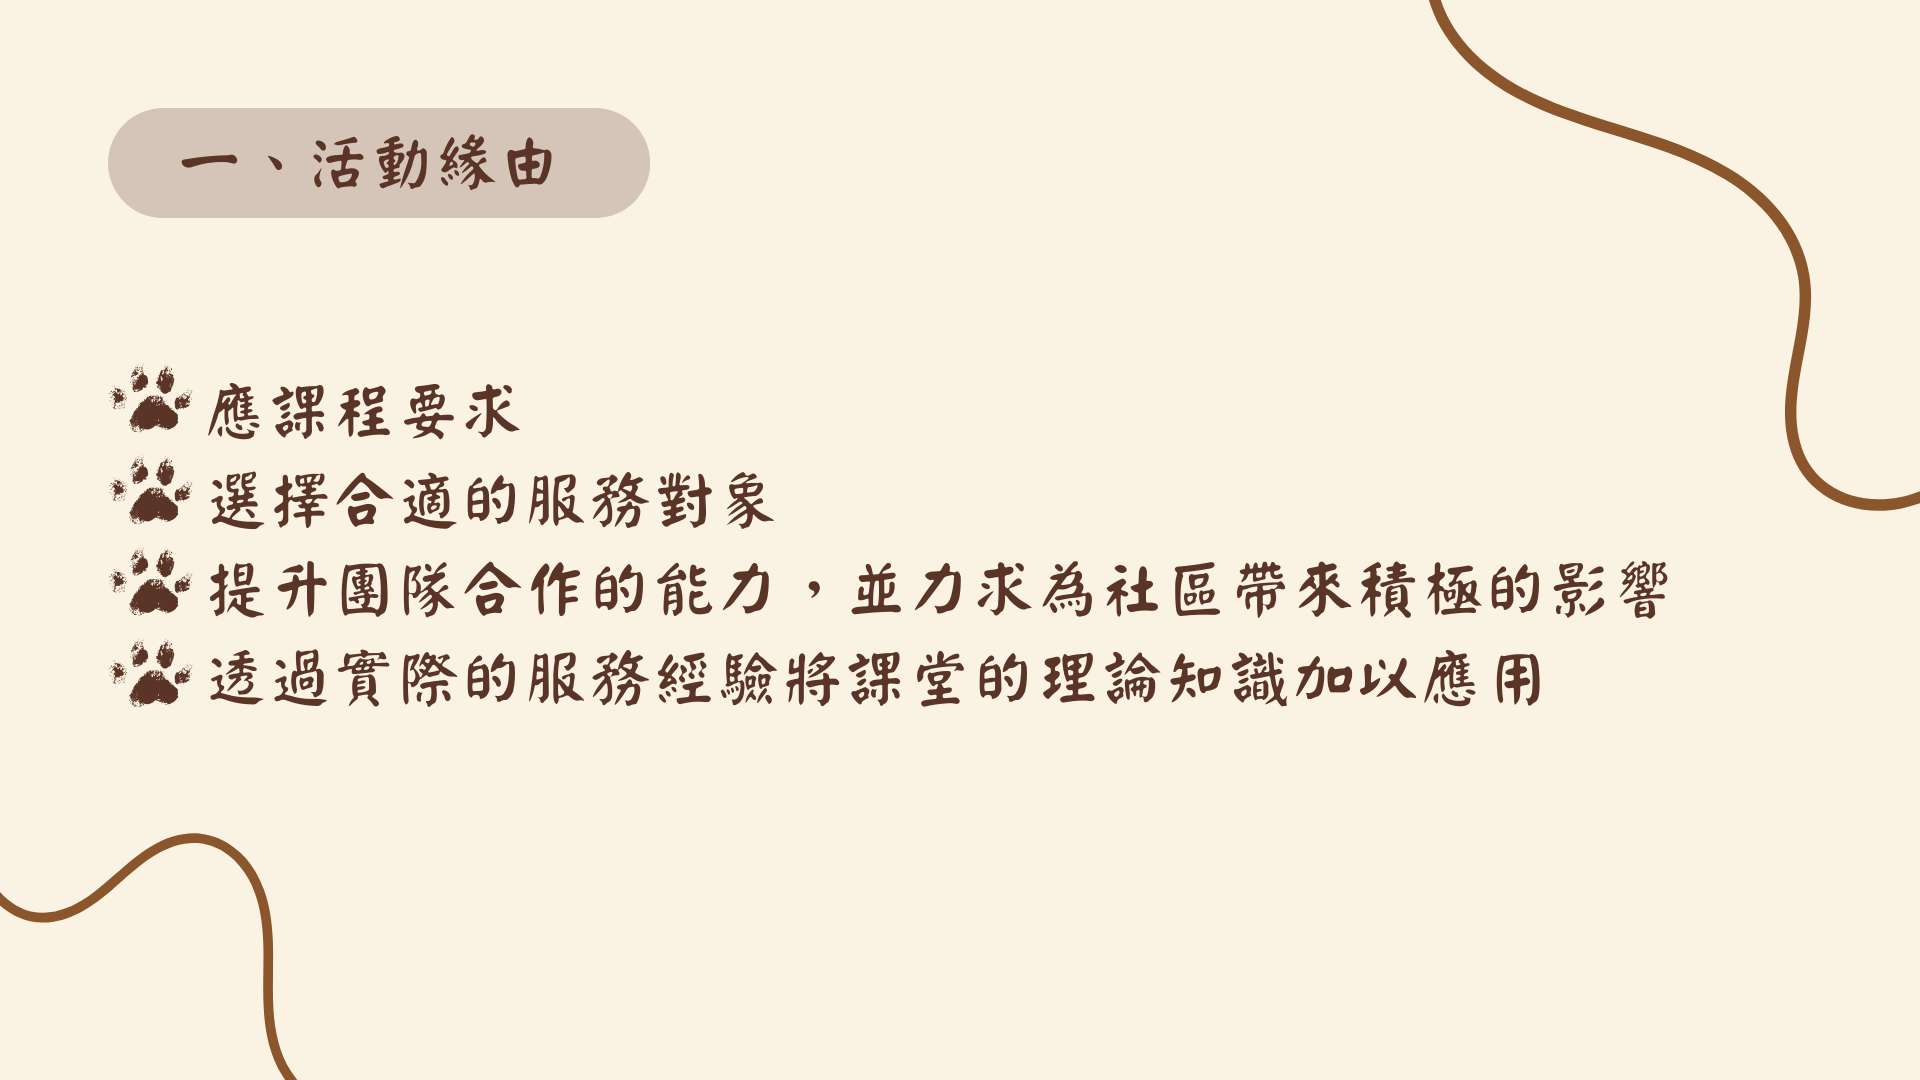 一、活動緣由
應課程要求
選擇合適的服務對象
提升團隊合作的能力，並力求為社區帶來積極的影響
透過實際的服務經驗將課堂的理論知識加以應用